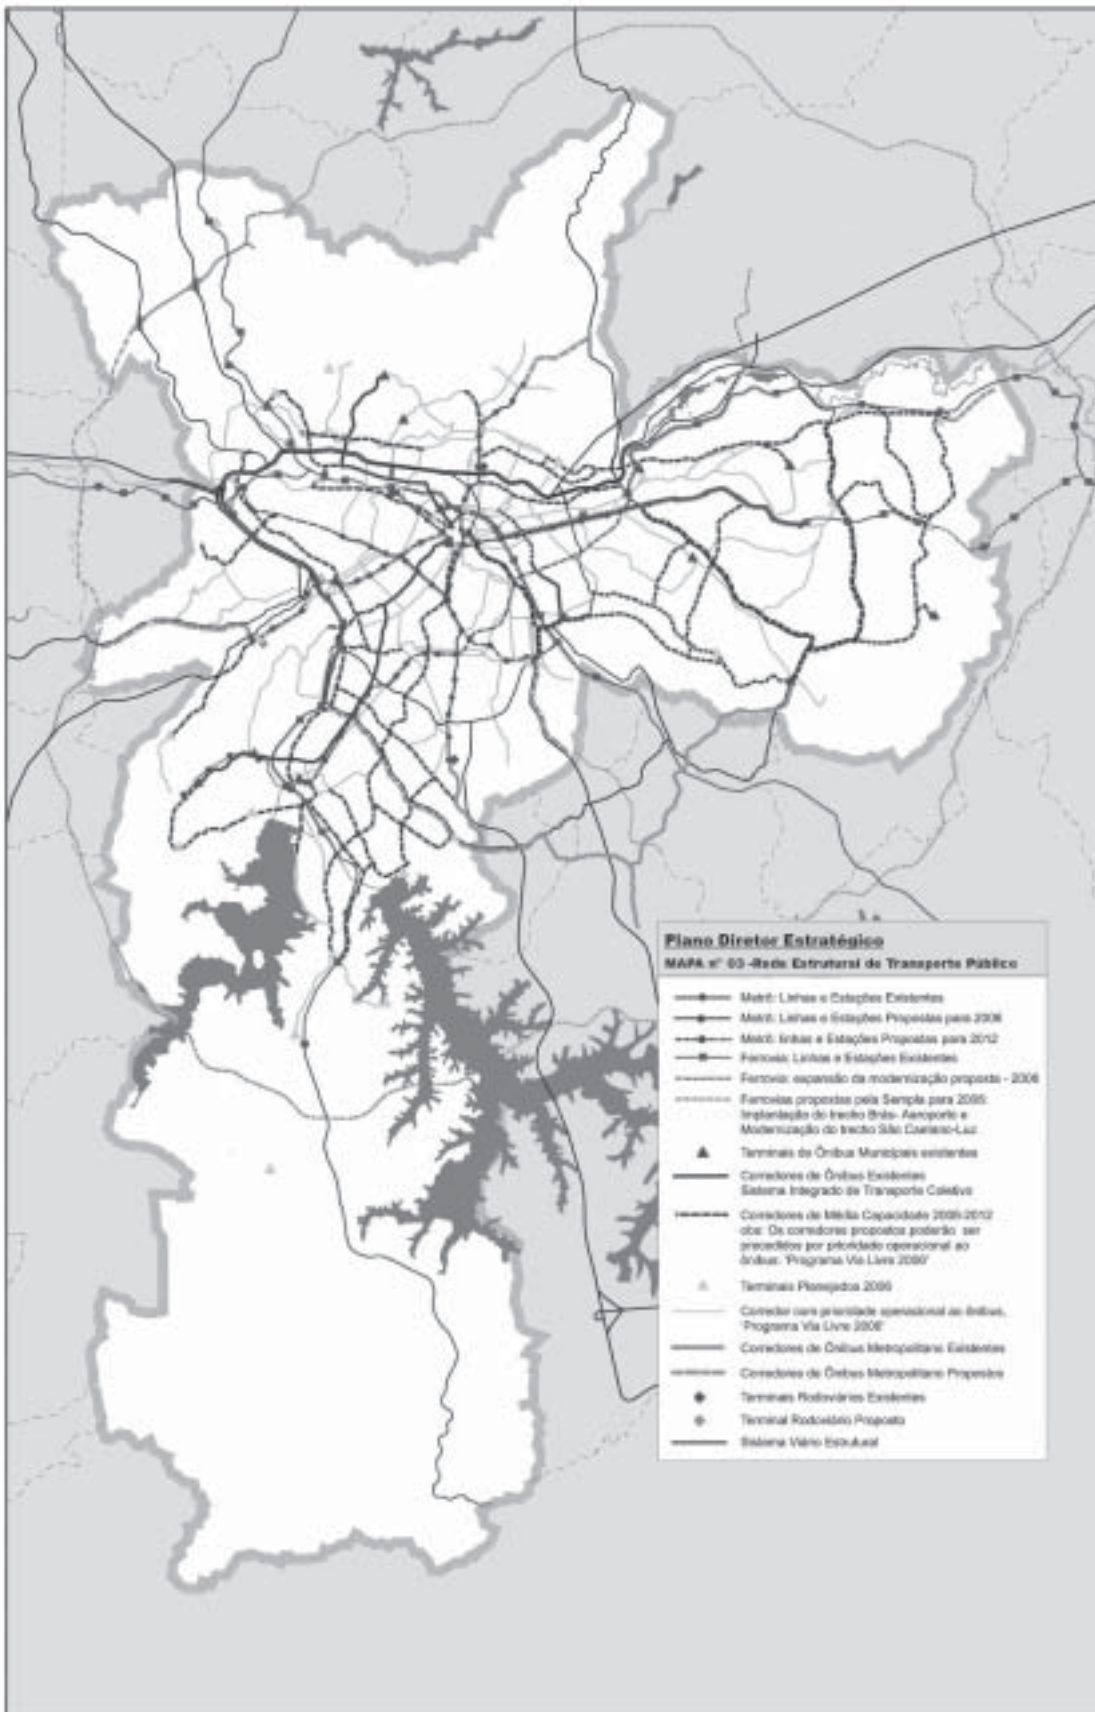 Plano Diretor Estratégico
MAPA nº 03 -Rede Estrutural de Transporte Público
Metrô: Linhas e Estações Existentes
Metrô: Linhas e Estações Propostas para 2006
Metrô: linhas e Estações Propostas para 2012
Ferrovia: Linhas e Estações Existentes
Ferrovia: expansão da modernização proposta - 2006
Ferrovias propostas pela Sempla para 2006:
Implantação do trecho Brás- Aeroporto e
Modernização do trecho São Caetano-Luz
Terminais de Ônibus Municipais existentes
Corredores de Ônibus Existentes
Sistema Integrado de Transporte Coletivo
Corredores de Média Capacidade 2006-2012
obs: Os corredores propostos poderão ser
precedidos por prioridade operacional ao
ônibus: 'Programa Via Livre 2006'
Terminais Planejados 2006
Corredor com prioridade operacional ao ônibus,
'Programa Via Livre 2006'
Corredores de Ônibus Metropolitano Existentes
Corredores de Ônibus Metropolitano Propostos
Terminais Rodoviários Existentes
Terminal Rodoviário Proposto
Sistema Viário Estrutural